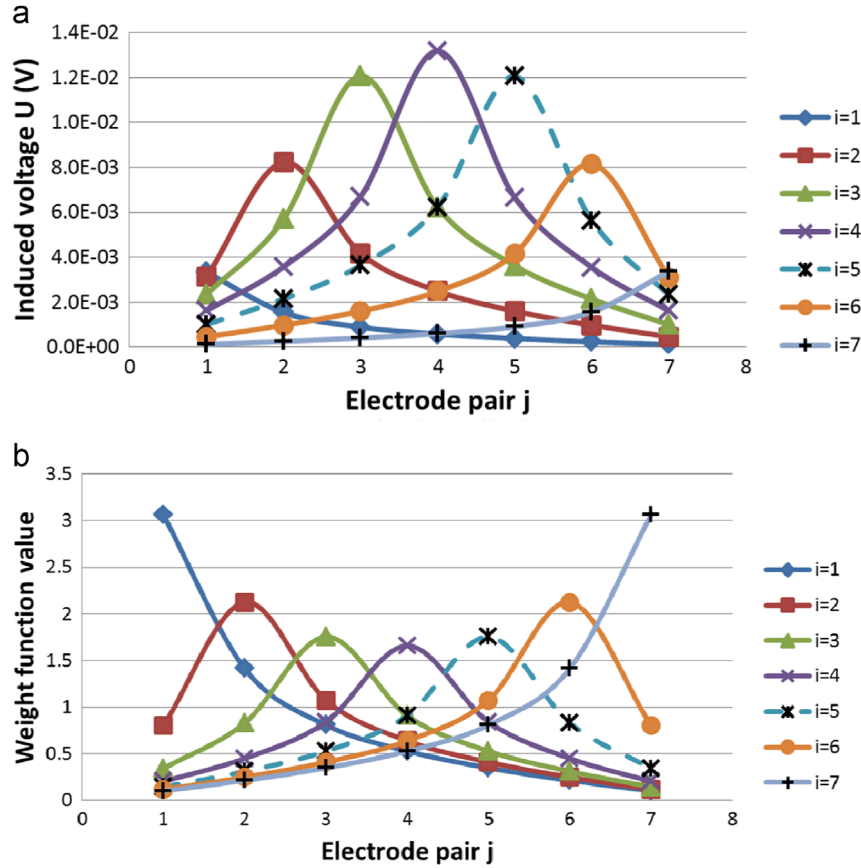 a
Induced voltage U (V)
1.4E-02
1.2E-02
1.0E-02
8.0E-03
6.0E-03
4.0E-03
2.0E-03
0.0E+00
0 1 2 3 4 5 6 7 8
Electrode pair j
i=1
i=2
i=3
i=4
i=5
i=6
i=7
b
Weight function value
3.5
3
2.5
2
1.5
1
0.5
0
0 1 2 3 4 5 6 7 8
Electrode pair j
i=1
i=2
i=3
i=4
i=5
i=6
i=7